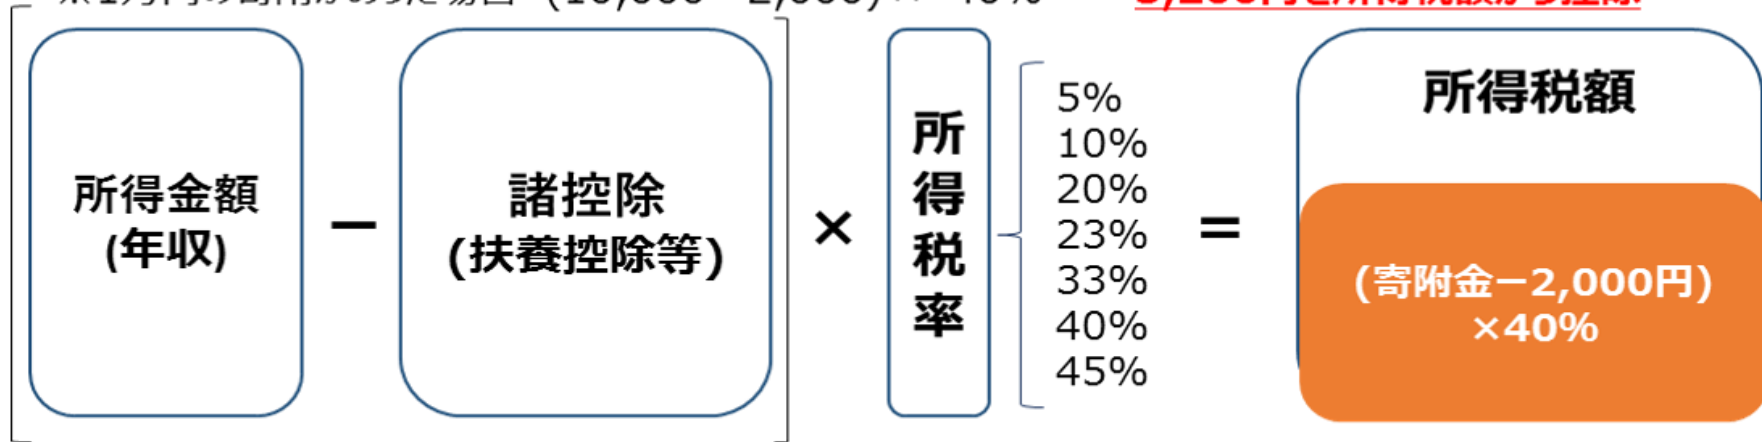 所得金額
(年収)
－
諸控除
(扶養控除等)
×
所得税率
5%
10%
20%
23%
33%
40%
45%
=
所得税額
(寄附金－2,000円)
×40%